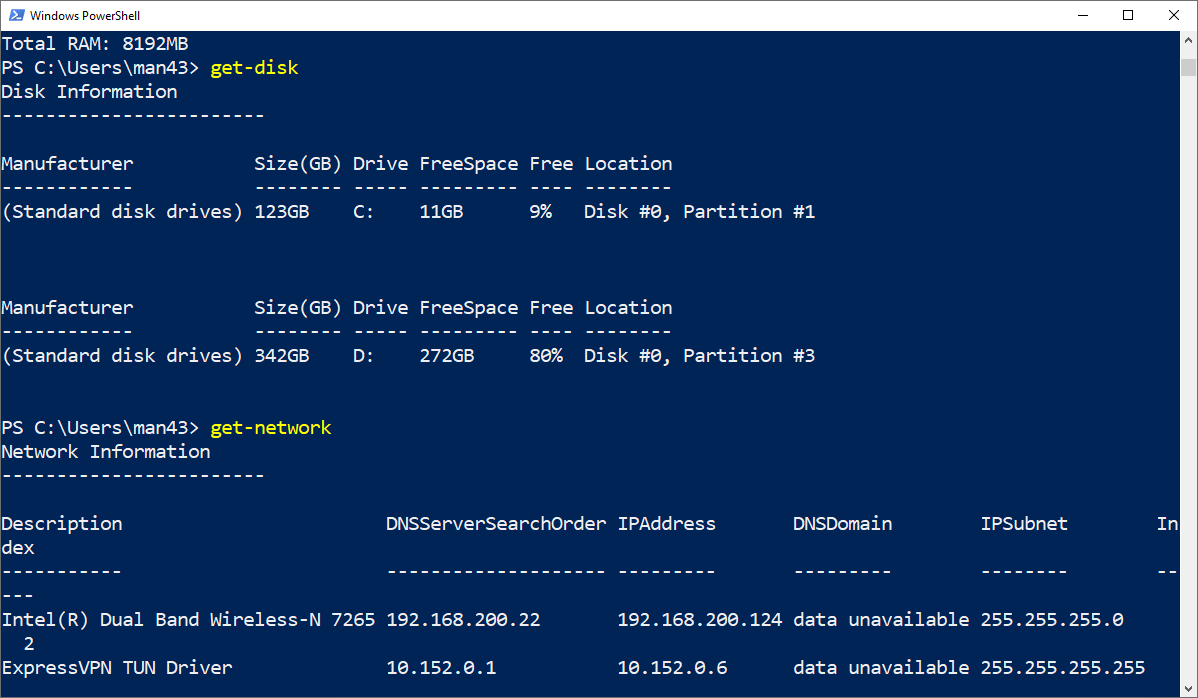 Windows PowerShell
Total RAM: 8192MB
PS C:\Users\man43> get-disk
Disk Information
------------------------
Manufacturer           Size(GB) Drive FreeSpace Free Location
------------           -------- ----- --------- ---- --------
(Standard disk drives) 123GB    C:    11GB      9%   Disk #0, Partition #1
Manufacturer           Size(GB) Drive FreeSpace Free Location
------------           -------- ----- --------- ---- --------
(Standard disk drives) 342GB    D:    272GB     80%  Disk #0, Partition #3
PS C:\Users\man43> get-network
Network Information
------------------------
Description                        DNSServerSearchOrder IPAddress       DNSDomain        IPSubnet        In
dex
-----------                        -------------------- ---------       ---------        --------        --
---
Intel(R) Dual Band Wireless-N 7265 192.168.200.22       192.168.200.124 data unavailable 255.255.255.0
  2
ExpressVPN TUN Driver              10.152.0.1           10.152.0.6      data unavailable 255.255.255.255